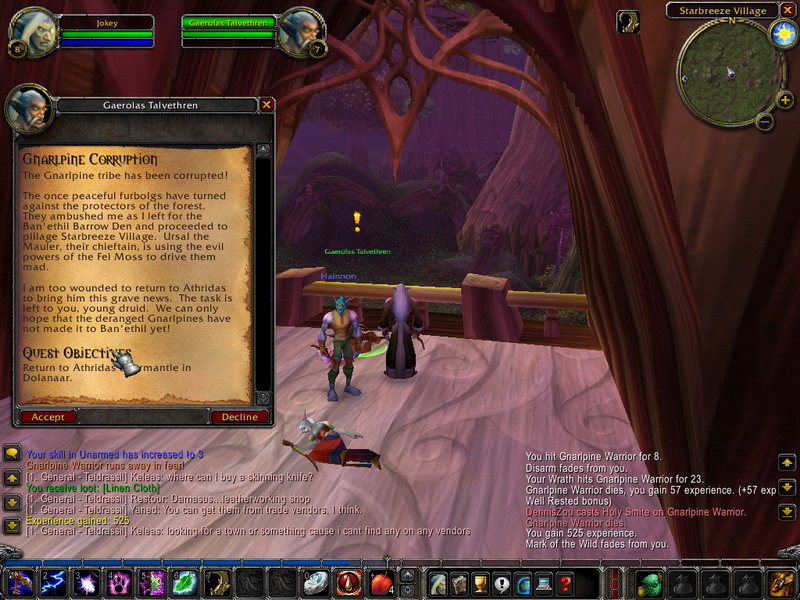 Jokey
8
Gaerolas Talvethren
7
Starbreeze Village
N
Gaerolas Talvethren
Gnarlpine Corruption
The Gnarlpine tribe has been corrupted!
The once peaceful furbolgs have turned
against the protectors of the forest.
They ambushed me as I left for the
Ban'ethil Barrow Den and proceeded to
pillage Starbreeze Village. Ursal the
Mauler, their chieftain, is using the evil
powers of the Fel Moss to drive them
mad.
I am too wounded to return to Athridas
to bring him this grave news. The task is
left to you, young druid. We can only
hope that the deranged Gnarlpines have
not made it to Ban'ethil yet!
Quest Objectives
Return to Athridas rmantle in
Dolanaar.
Accept
Decline
Gaerolas Talvethren
Hainnon
Your skill in Unarmed has increased to 3
Gnarlpine Warrior runs away in fear!
[1. General - Teldrassil] Keleas: where can i buy a skinning knife?
You receive loot: [Linen Cloth]
[1. General - Teldrassil] Restour: Darnasus...leatherworking shop
[1. General - Teldrassil] Yaned: You can get them from trade vendors, I think.
Experience gained: 525
[1. General - Teldrassil] Keleas: looking for a town or something cause i cant find any on any vendors
You hit Gnarlpine Warrior for 8.
Disarm fades from you.
Your Wrath hits Gnarlpine Warrior for 23.
Gnarlpine Warrior dies, you gain 57 experience. (+57 exp
Well Rested bonus)
DennisZou casts Holy Smite on Gnarlpine Warrior.
Gnarlpine Warrior dies.
You gain 525 experience.
Mark of the Wild fades from you.